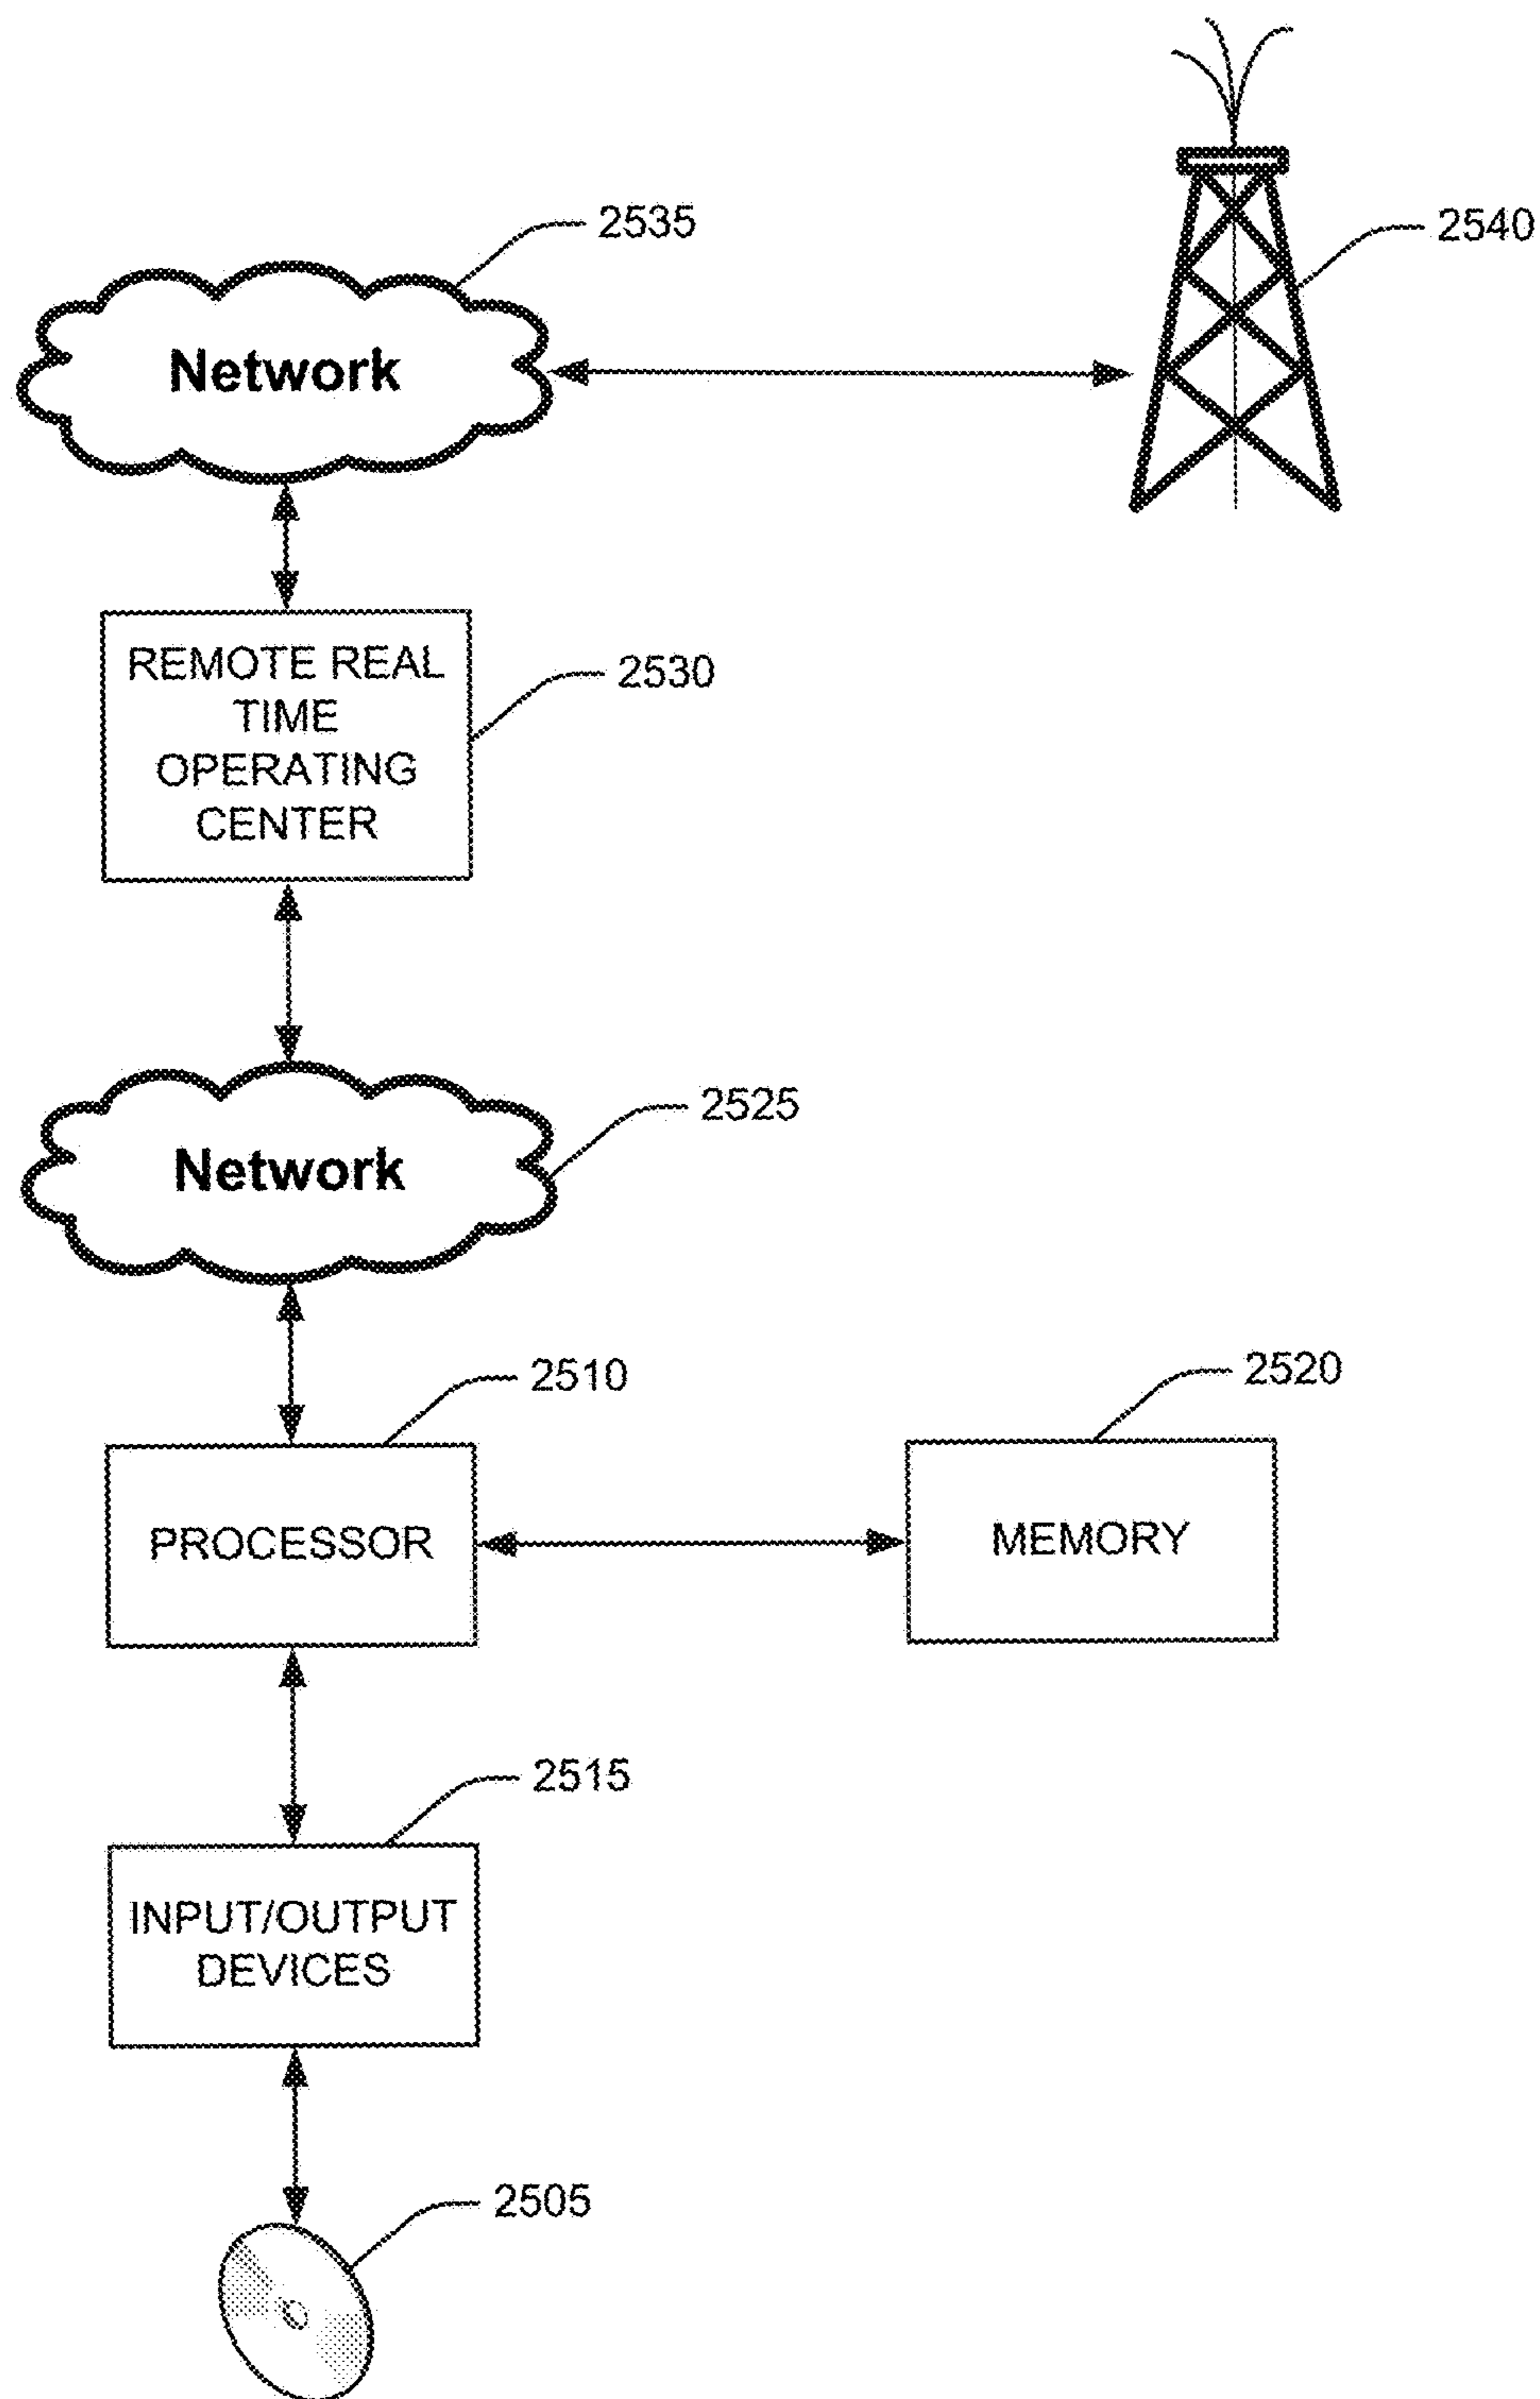 2535
2540
Network
REMOTE REAL
TIME
OPERATING
CENTER
2530
2525
Network
2510
2520
PROCESSOR
MEMORY
2515
INPUT/OUTPUT
DEVICES
2505